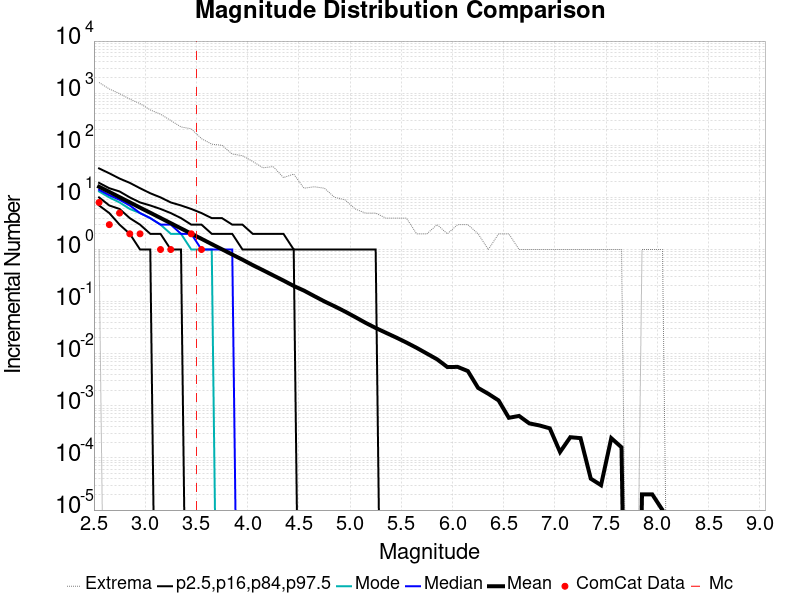 Magnitude Distribution Comparison
10 4
10 3
10 2
10 1
10 0
10 -1
10 -2
10 -3
10 -4
10 -5
Incremental Number
2.5 3.0 3.5 4.0 4.5 5.0 5.5 6.0 6.5 7.0 7.5 8.0 8.5 9.0
Magnitude
Extrema p2.5,p16,p84,p97.5 Mode Median Mean ComCat Data Mc